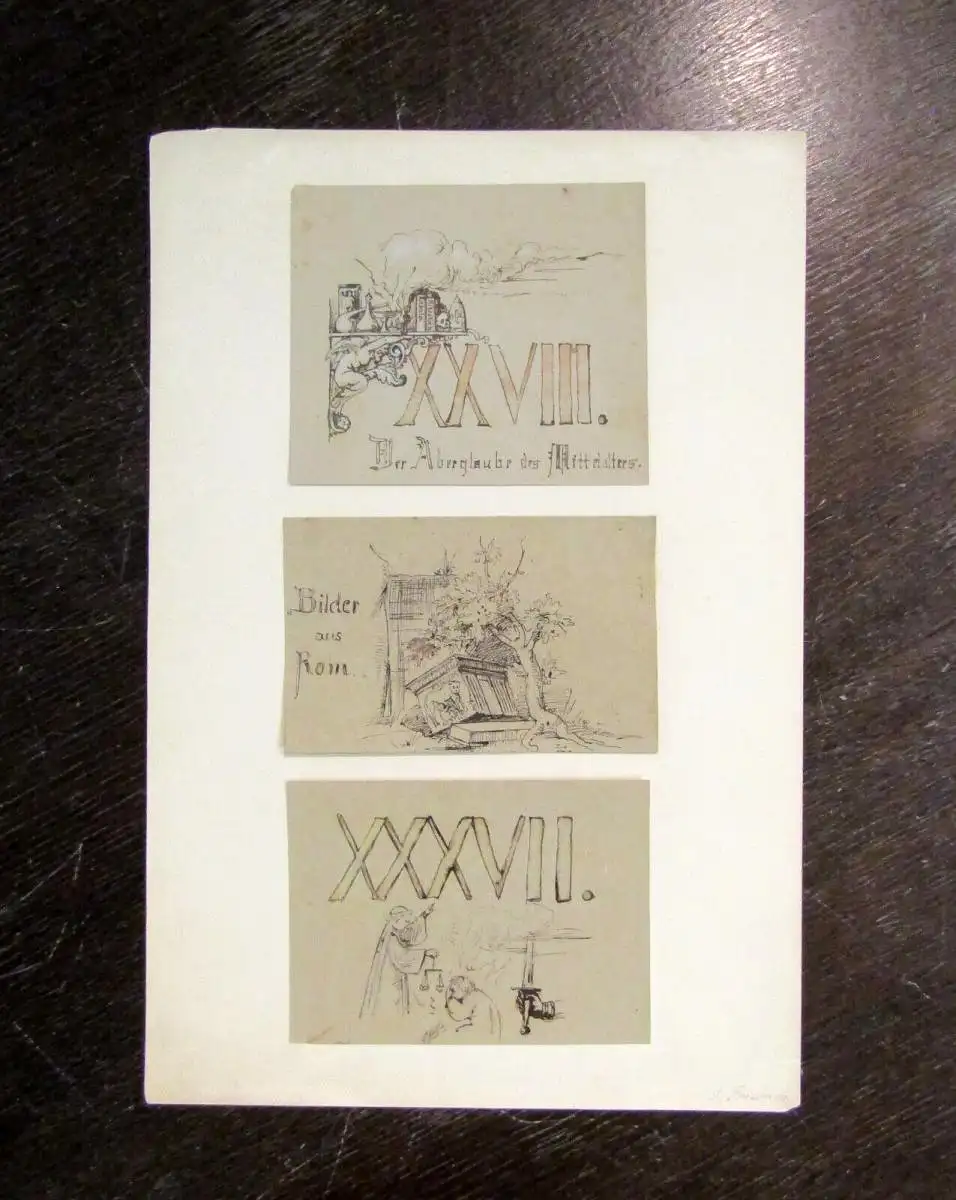 XXVIII.
Der Aberglaube des Mittelalters.
Bilder
aus
Rom.
XXXVII.